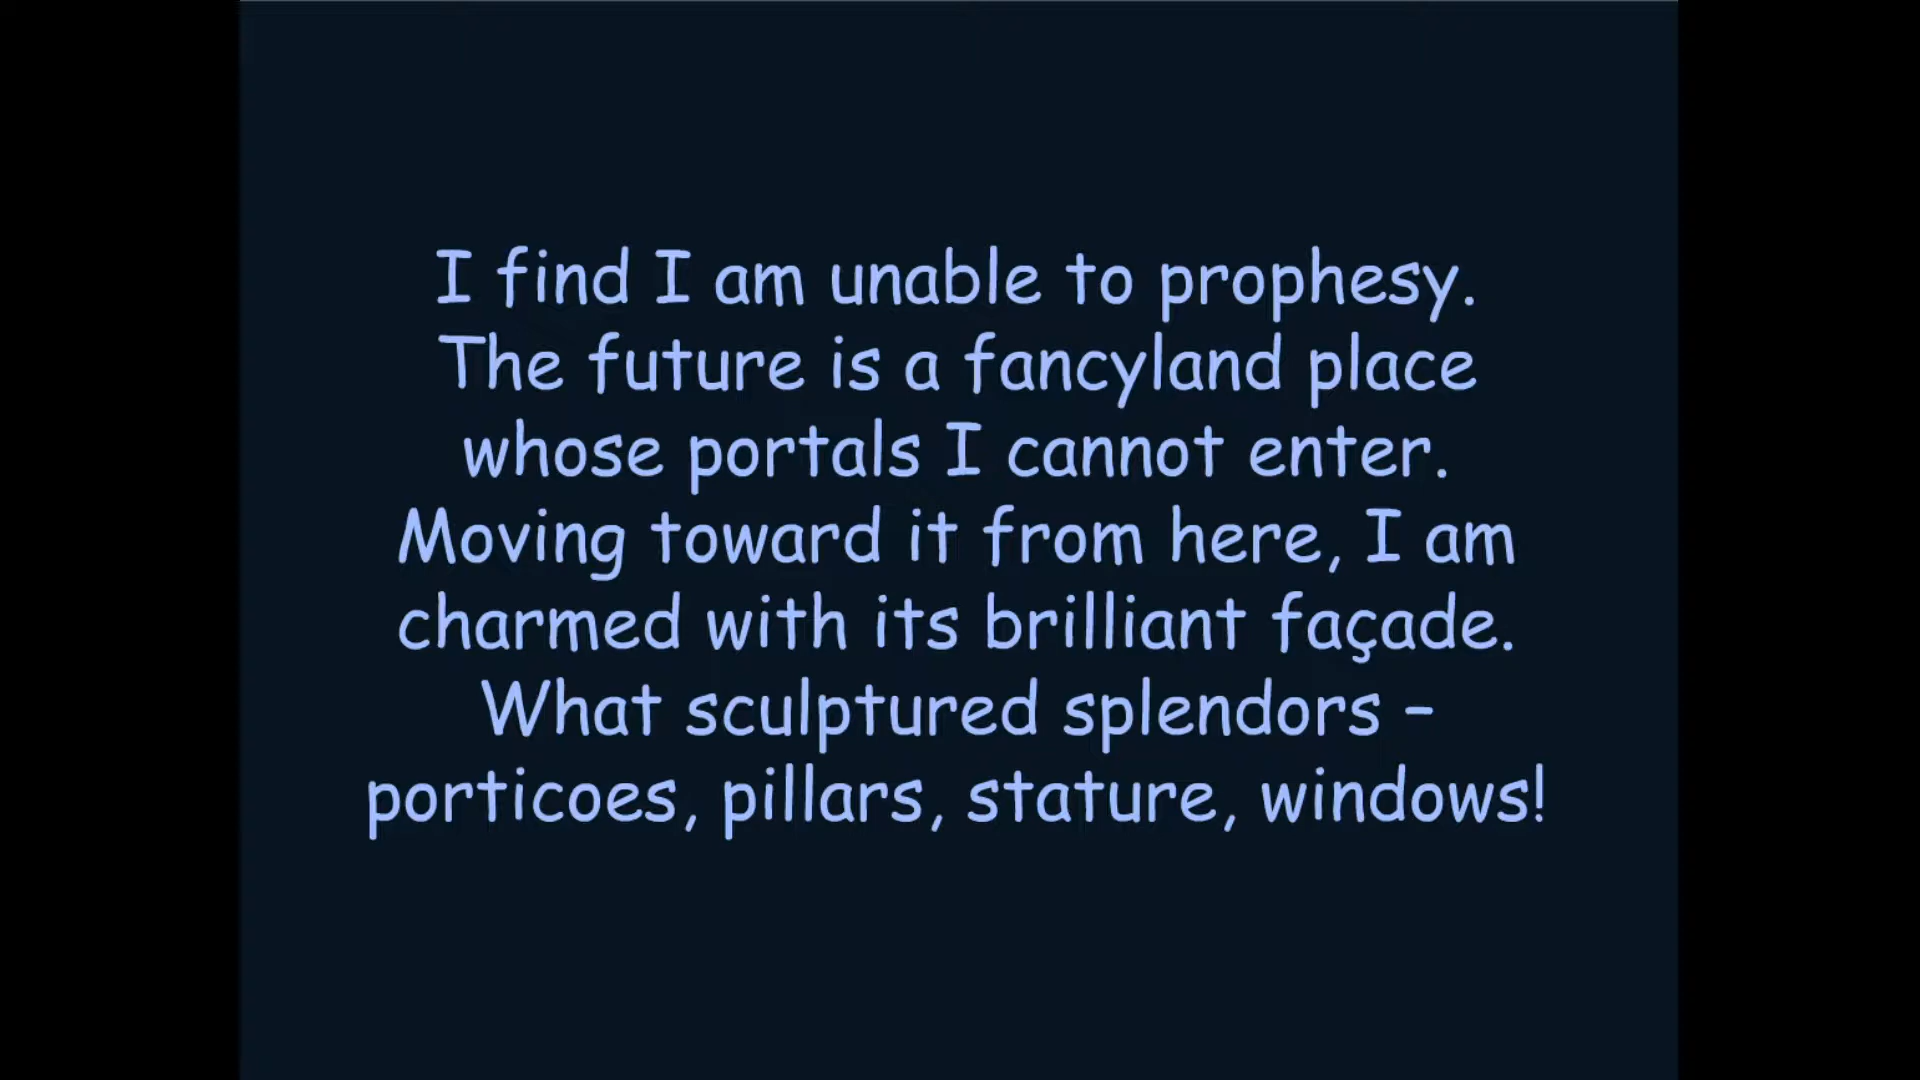 I find I am unable to prophesy.
The future is a fancyland place
whose portals I cannot enter.
Moving toward it from here, I am
charmed with its brilliant façade.
What sculptured splendors –
porticoes, pillars, stature, windows!